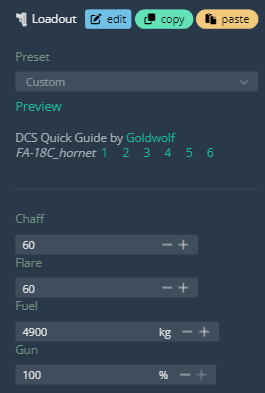 Loadout edit copy paste
Preset
Custom
Preview
DCS Quick Guide by Goldwolf
FA-18C_hornet 1 2 3 4 5 6
Chaff
60
Flare
60
Fuel
4900 kg
Gun
100 %